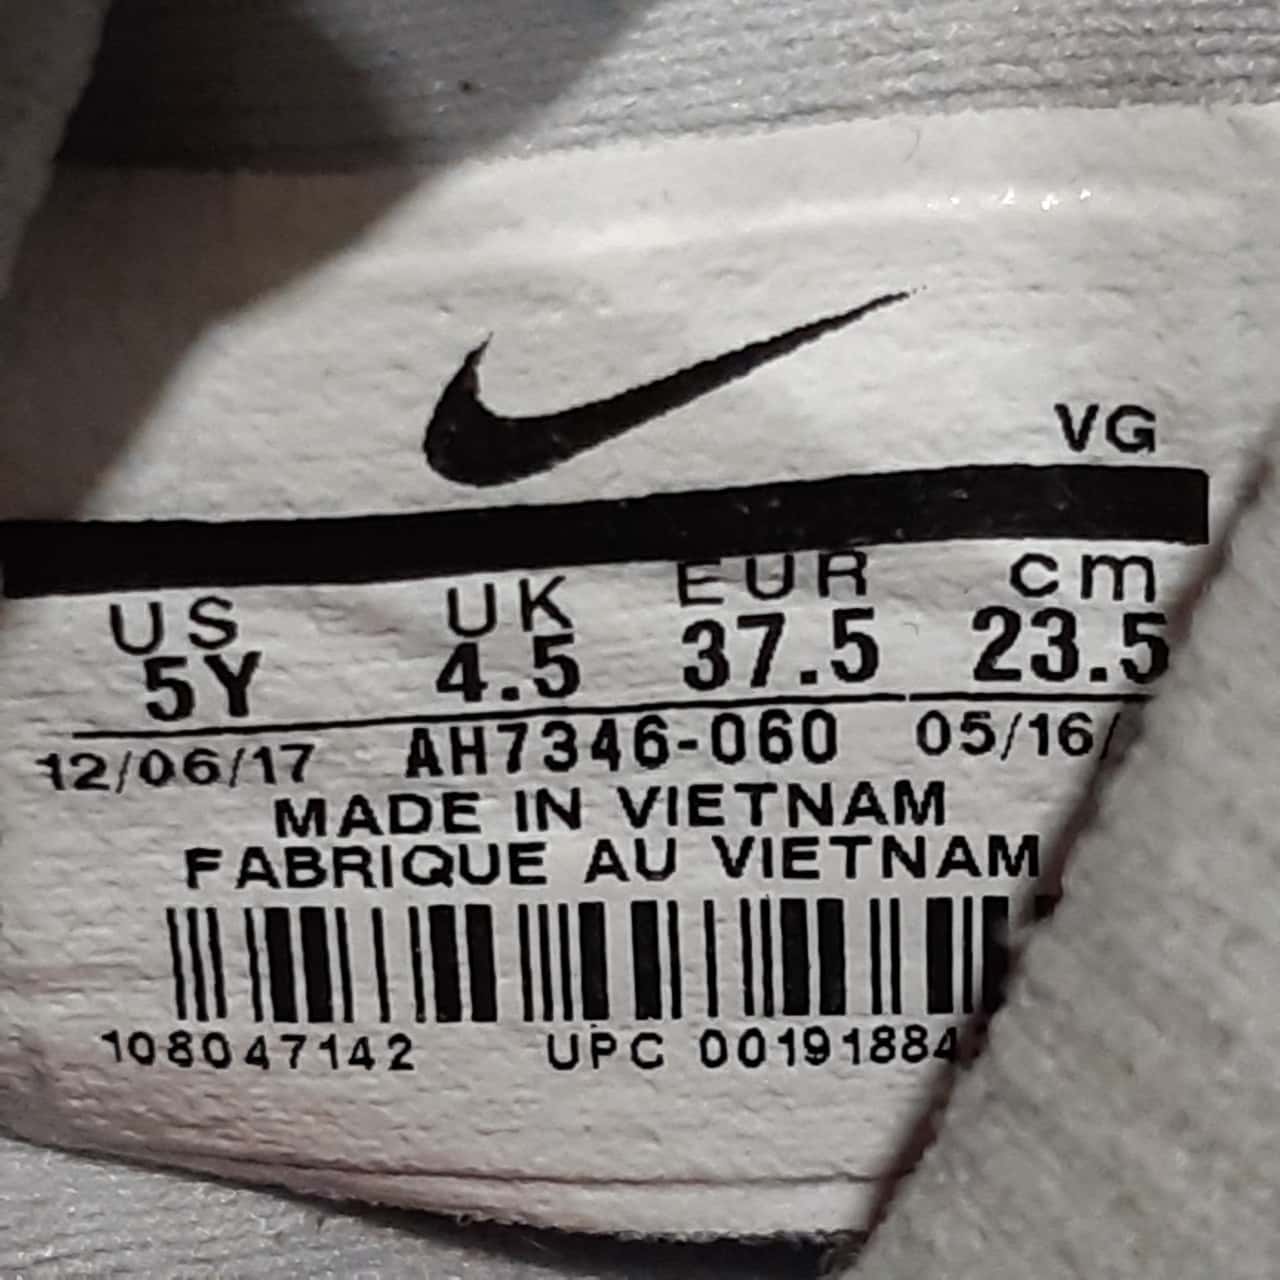 VG
US UK EUR cm
5Y 4.5 37.5 23.5
12/06/17 AH7346-060 05/16/
MADE IN VIETNAM
FABRIQUE AU VIETNAM
108047142 UPC 00191884